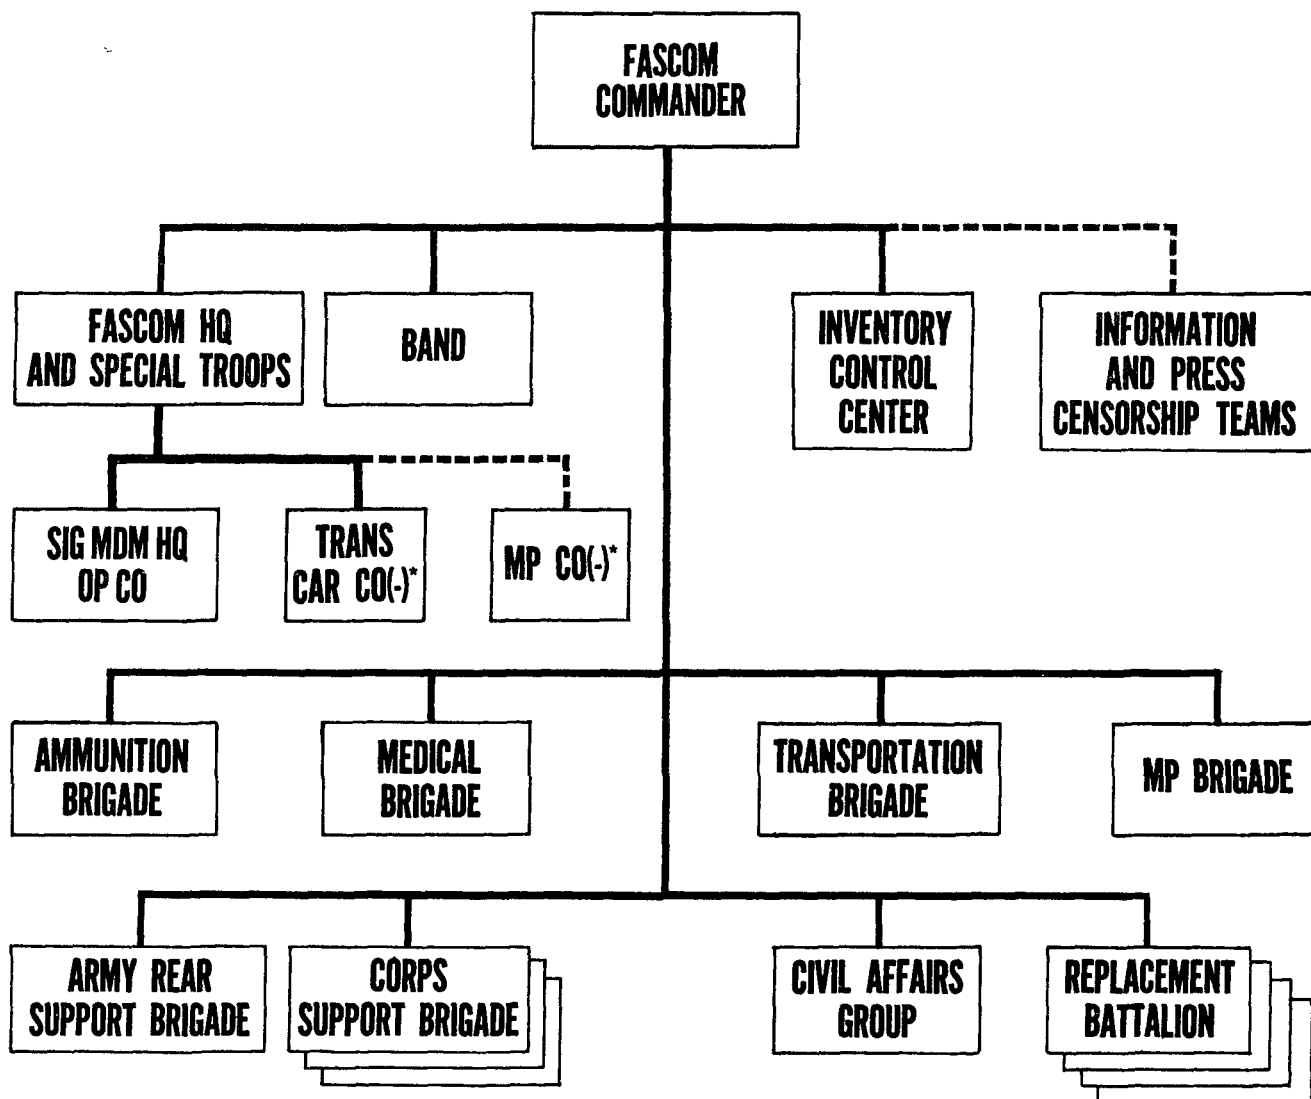 FASCOM
COMMANDER
FASCOM HQ
AND SPECIAL TROOPS
BAND
INVENTORY
CONTROL
CENTER
INFORMATION
AND PRESS
CENSORSHIP TEAMS
SIG MDM HQ
OP CO
TRANS
CAR CO(-)*
MP CO(-)*
AMMUNITION
BRIGADE
MEDICAL
BRIGADE
TRANSPORTATION
BRIGADE
MP BRIGADE
ARMY REAR
SUPPORT BRIGADE
CORPS
SUPPORT BRIGADE
CIVIL AFFAIRS
GROUP
REPLACEMENT
BATTALION